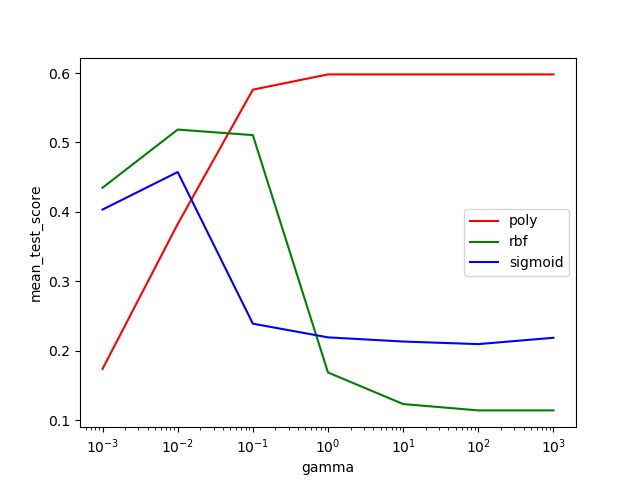 0.6
0.5
0.4
0.3
0.2
0.1
mean_test_score
poly
rbf
sigmoid
10⁻³ 10⁻² 10⁻¹ 10⁰ 10¹ 10² 10³
gamma